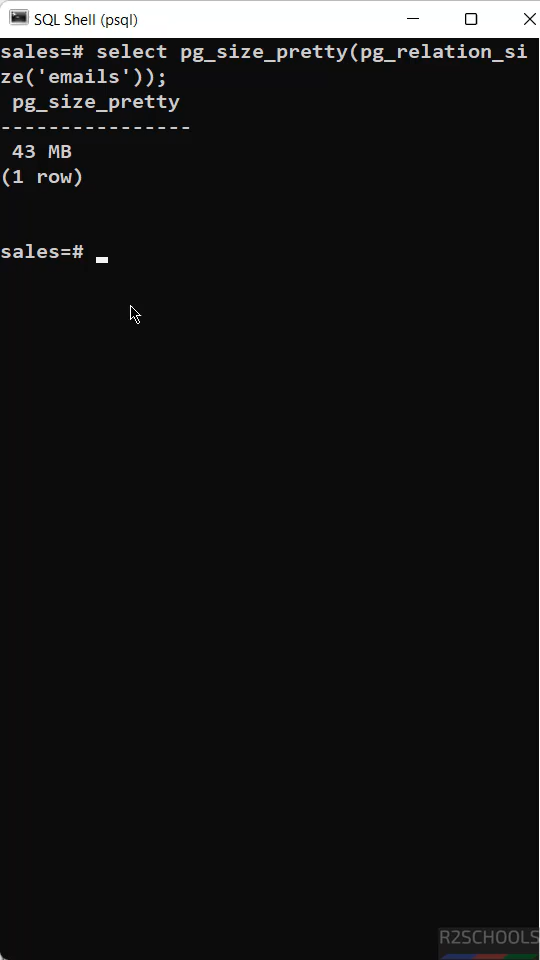 SQL Shell (psql)
sales=# select pg_size_pretty(pg_relation_si
ze('emails'));
pg_size_pretty
----------------
43 MB
(1 row)
sales=#
R2SCHOOLS